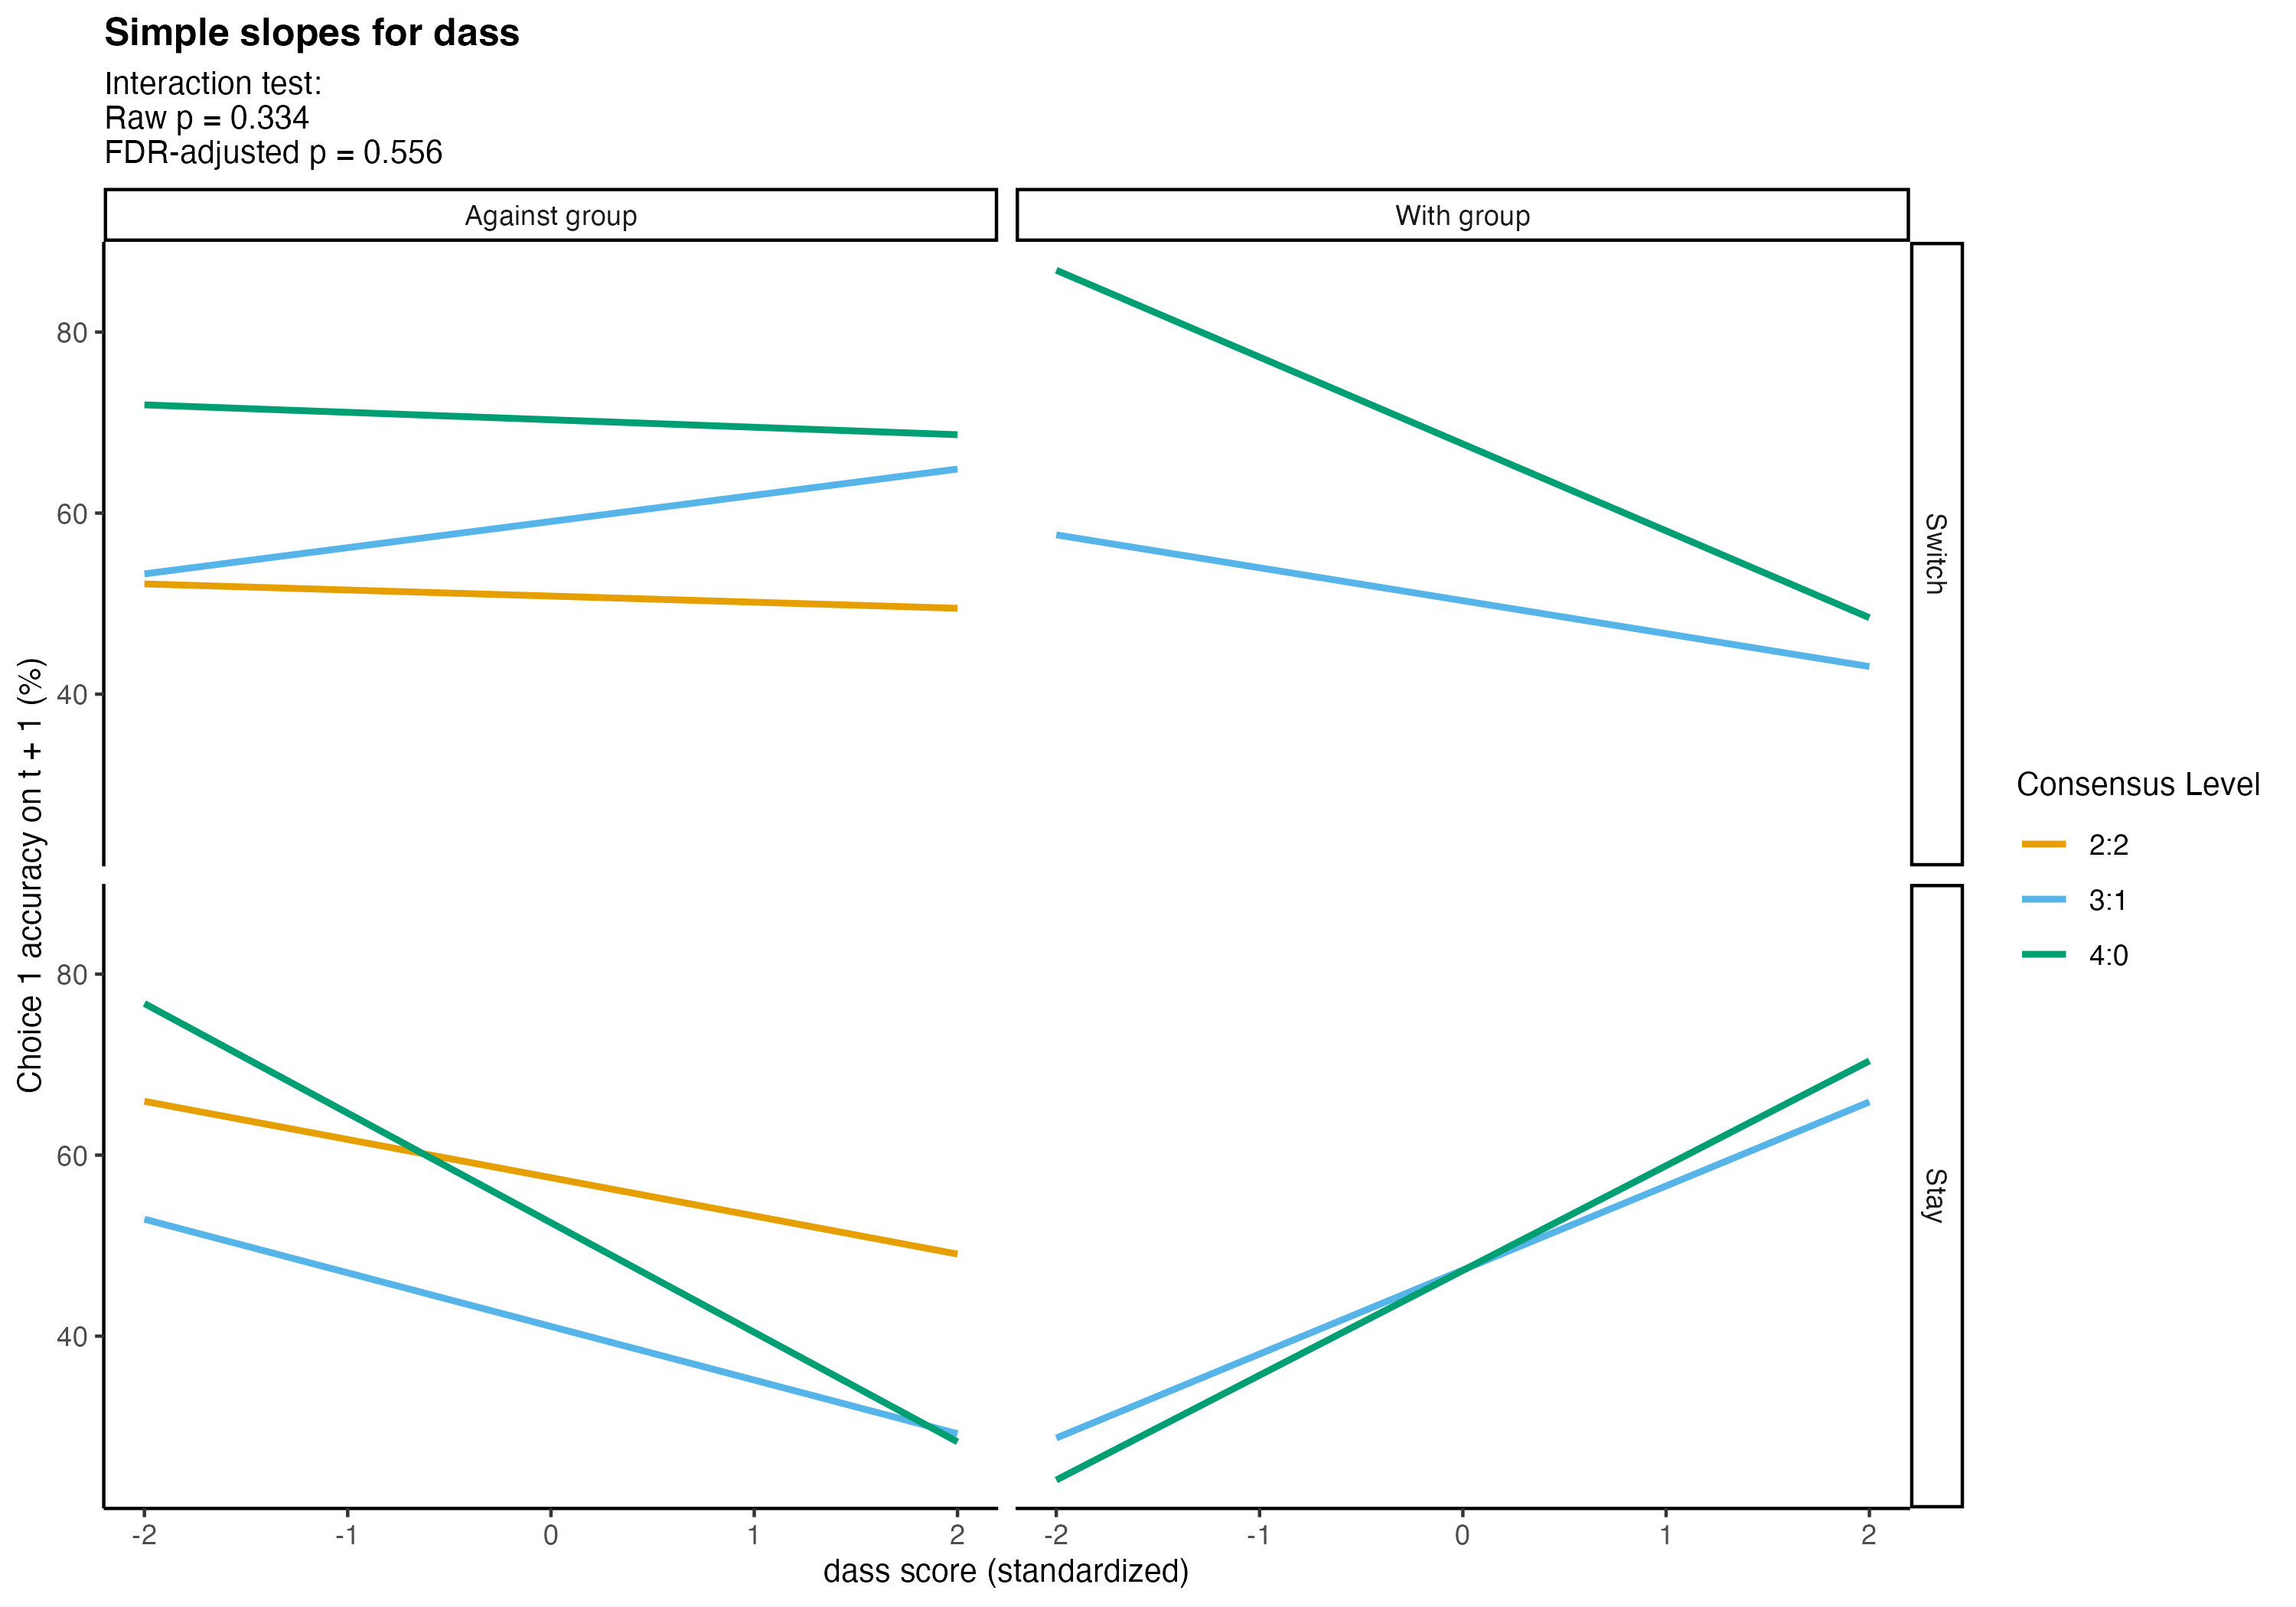 Simple slopes for dass
Interaction test:
Raw p = 0.334
FDR-adjusted p = 0.556
Against group
With group
Switch
Stay
80
60
40
80
60
40
Choice 1 accuracy on t + 1 (%)
-2
-1
0
1
2
-2
-1
0
1
2
dass score (standardized)
Consensus Level
2:2
3:1
4:0